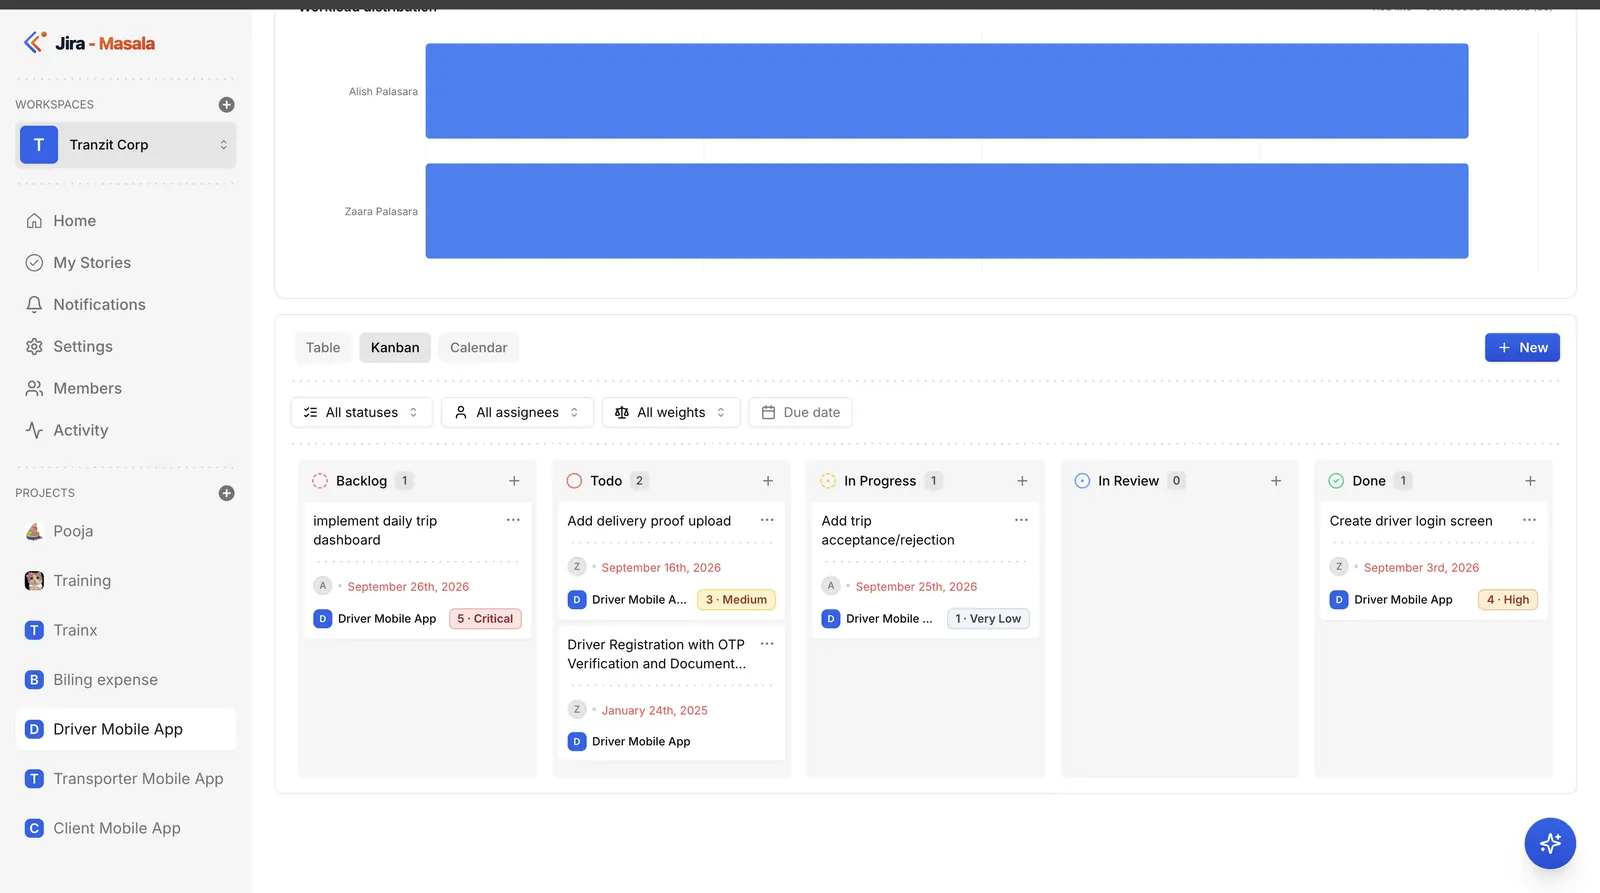 Workload distribution
Jira - Masala
WORKSPACES
T
Tranzit Corp
Home
My Stories
Notifications
Settings
Members
Activity
PROJECTS
Pooja
Training
T
Trainx
B
Biling expense
D
Driver Mobile App
T
Transporter Mobile App
C
Client Mobile App
Alish Palasara
Zaara Palasara
Table
Kanban
Calendar
New
All statuses
All assignees
All weights
Due date
Backlog
1
implement daily trip
dashboard
A
September 26th, 2026
D
Driver Mobile App
5 · Critical
Todo
2
Add delivery proof upload
Z
September 16th, 2026
D
Driver Mobile A...
3 · Medium
Driver Registration with OTP
Verification and Document...
Z
January 24th, 2025
D
Driver Mobile App
In Progress
1
Add trip
acceptance/rejection
A
September 25th, 2026
D
Driver Mobile ...
1 · Very Low
In Review
0
Done
1
Create driver login screen
Z
September 3rd, 2026
D
Driver Mobile App
4 · High